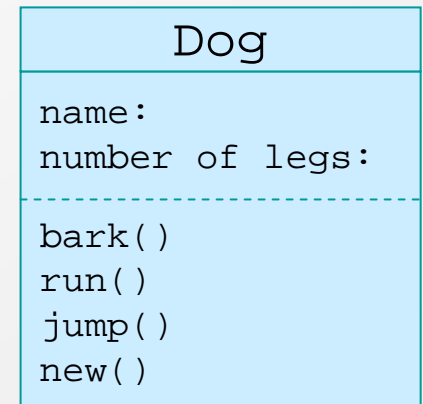 Dog
name:
number of legs:
bark()
run()
jump()
new()